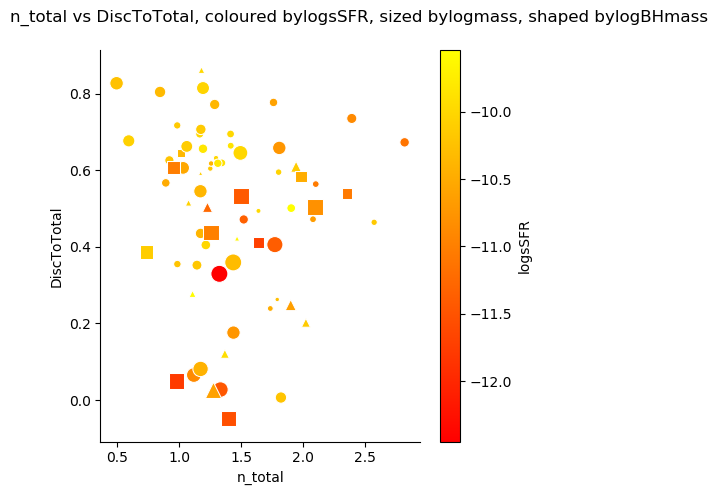 n_total vs DiscToTotal, coloured bylogsSFR, sized bylogmass, shaped bylogBHmass
0.8
0.6
0.4
0.2
0.0
DiscToTotal
0.5 1.0 1.5 2.0 2.5
n_total
−10.0
−10.5
−11.0
−11.5
−12.0
logsSFR